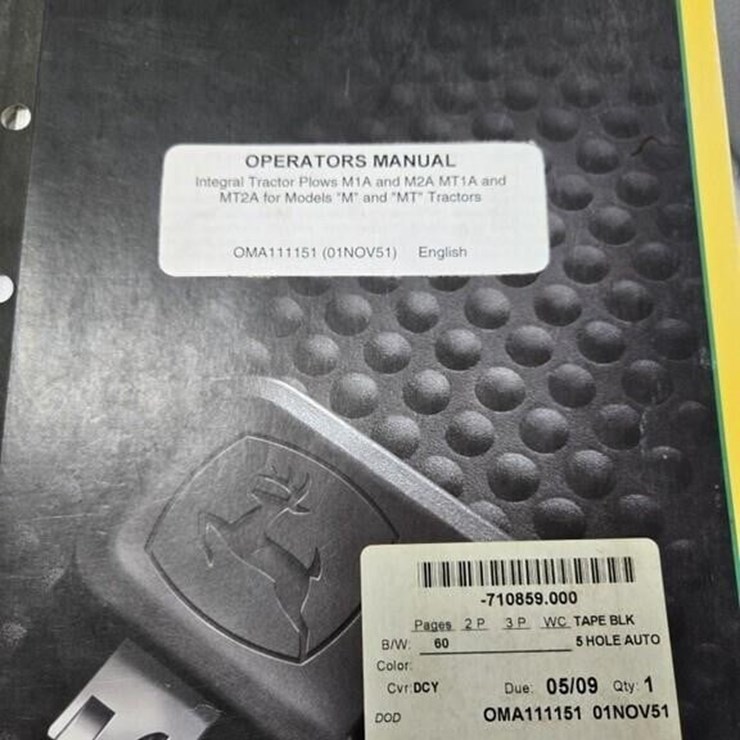 OPERATORS MANUAL
Integral Tractor Plows M1A and M2A MT1A and
MT2A for Models "M" and "MT" Tractors
OMA111151 (01NOV51) English
-710859.000
Pages 2 P 3 P WC TAPE BLK
B/W: 60 5 HOLE AUTO
Color:
Cvr: DCY Due: 05/09 Qty: 1
DOD OMA111151 01NOV51